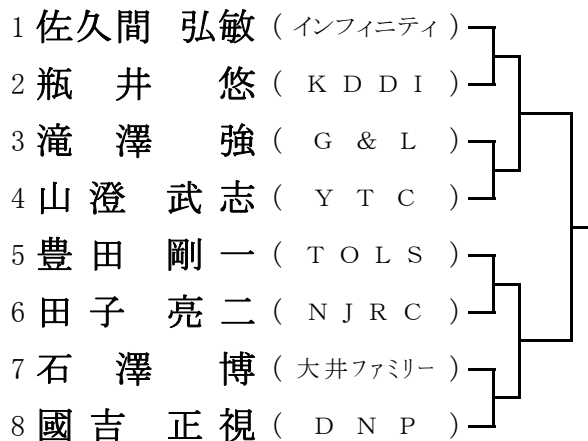 1 佐久間 弘敏 ( インフィニティ )
2 瓶井 悠 ( KDDI )
3 滝澤 強 ( G&L )
4 山澄 武志 ( YTC )
5 豊田 剛一 ( TOLS )
6 田子 亮二 ( NJRC )
7 石澤 博 ( 大井ファミリー )
8 國吉 正視 ( DNP )